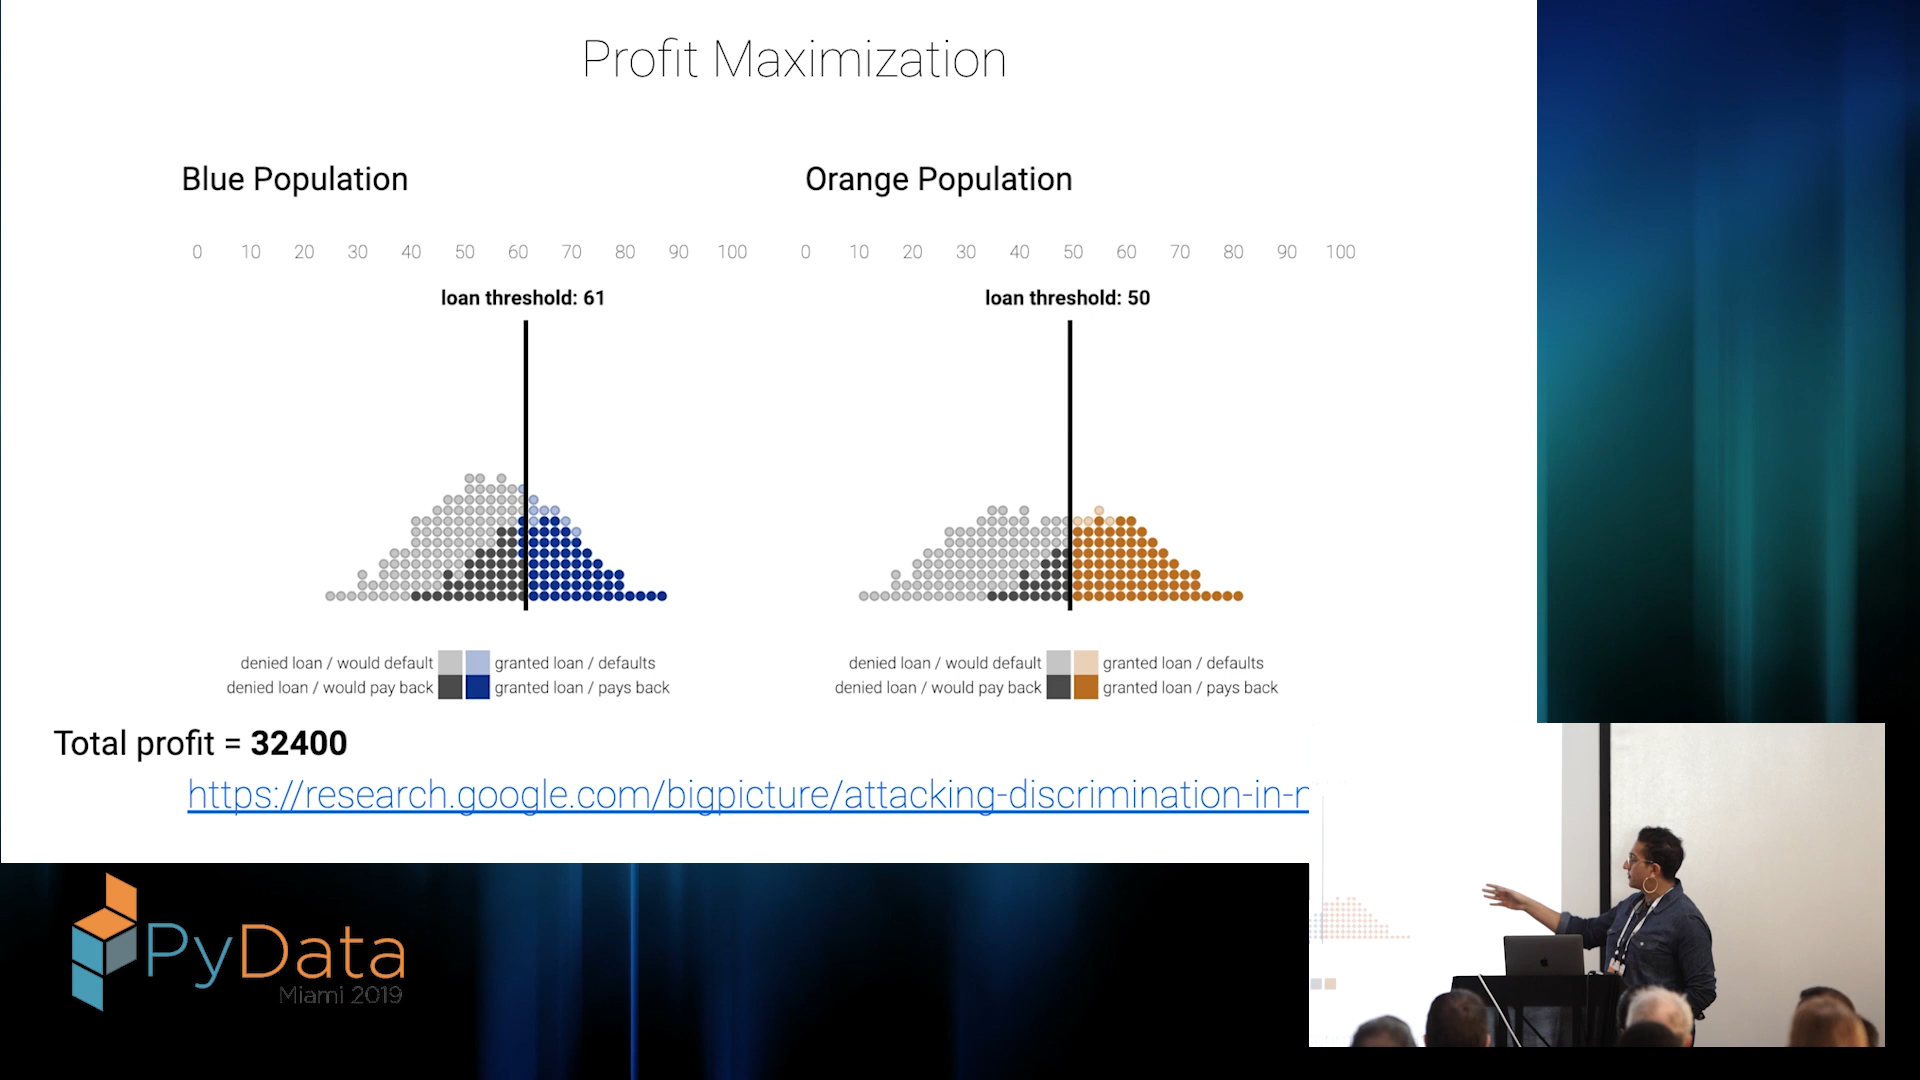 Profit Maximization
Blue Population
Orange Population
0 10 20 30 40 50 60 70 80 90 100
0 10 20 30 40 50 60 70 80 90 100
loan threshold: 61
loan threshold: 50
denied loan / would default
granted loan / defaults
denied loan / would pay back
granted loan / pays back
denied loan / would default
granted loan / defaults
denied loan / would pay back
granted loan / pays back
Total profit = 32400
https://research.google.com/bigpicture/attacking-discrimination-in-
PyData
Miami 2019